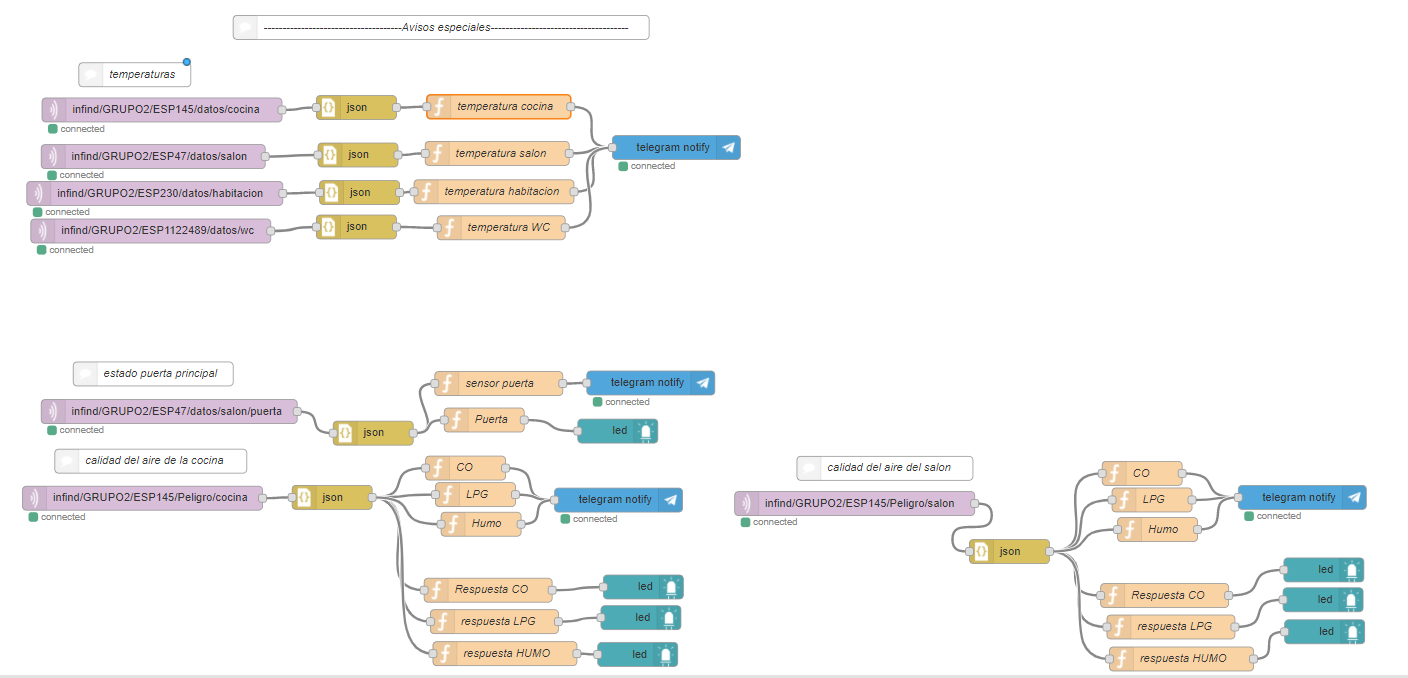 ------------------------------------Avisos especiales------------------------------------
temperaturas
infind/GRUPO2/ESP145/datos/cocina
json
temperatura cocina
connected
telegram notify
connected
infind/GRUPO2/ESP47/datos/salon
json
temperatura salon
connected
infind/GRUPO2/ESP230/datos/habitacion
json
temperatura habitacion
connected
infind/GRUPO2/ESP1122489/datos/wc
json
temperatura WC
connected
estado puerta principal
infind/GRUPO2/ESP47/datos/salon/puerta
connected
json
sensor puerta
telegram notify
connected
Puerta
led
calidad del aire de la cocina
infind/GRUPO2/ESP145/Peligro/cocina
connected
json
CO
LPG
Humo
telegram notify
connected
Respuesta CO
led
respuesta LPG
led
respuesta HUMO
led
calidad del aire del salon
infind/GRUPO2/ESP145/Peligro/salon
connected
json
CO
LPG
Humo
telegram notify
connected
Respuesta CO
led
respuesta LPG
led
respuesta HUMO
led